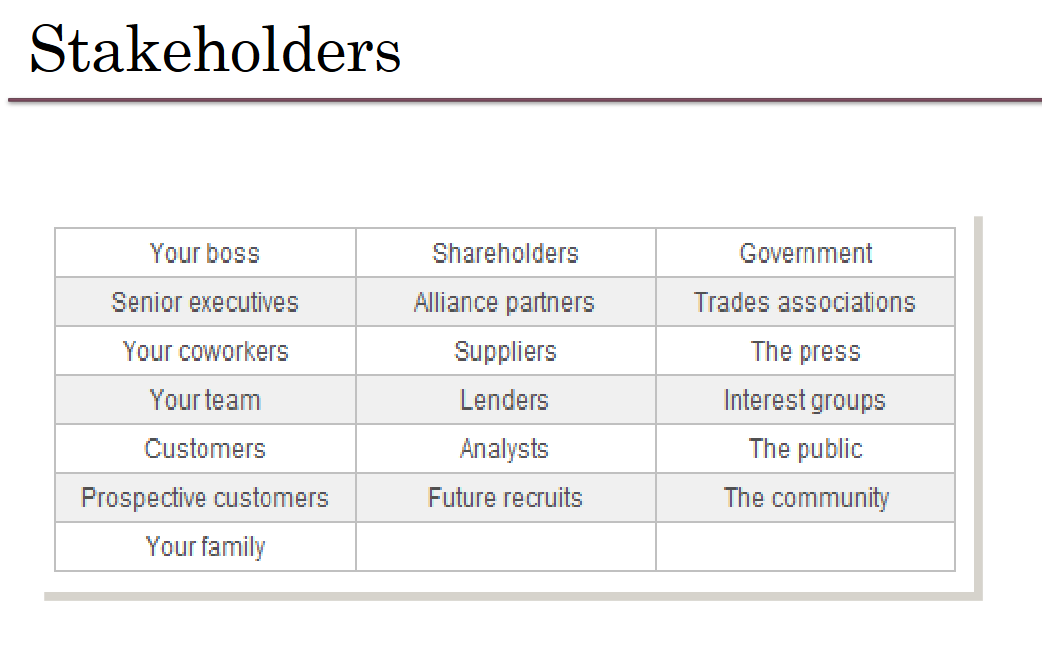 Stakeholders
Your boss Shareholders Government
Senior executives Alliance partners Trades associations
Your coworkers Suppliers The press
Your team Lenders Interest groups
Customers Analysts The public
Prospective customers Future recruits The community
Your family